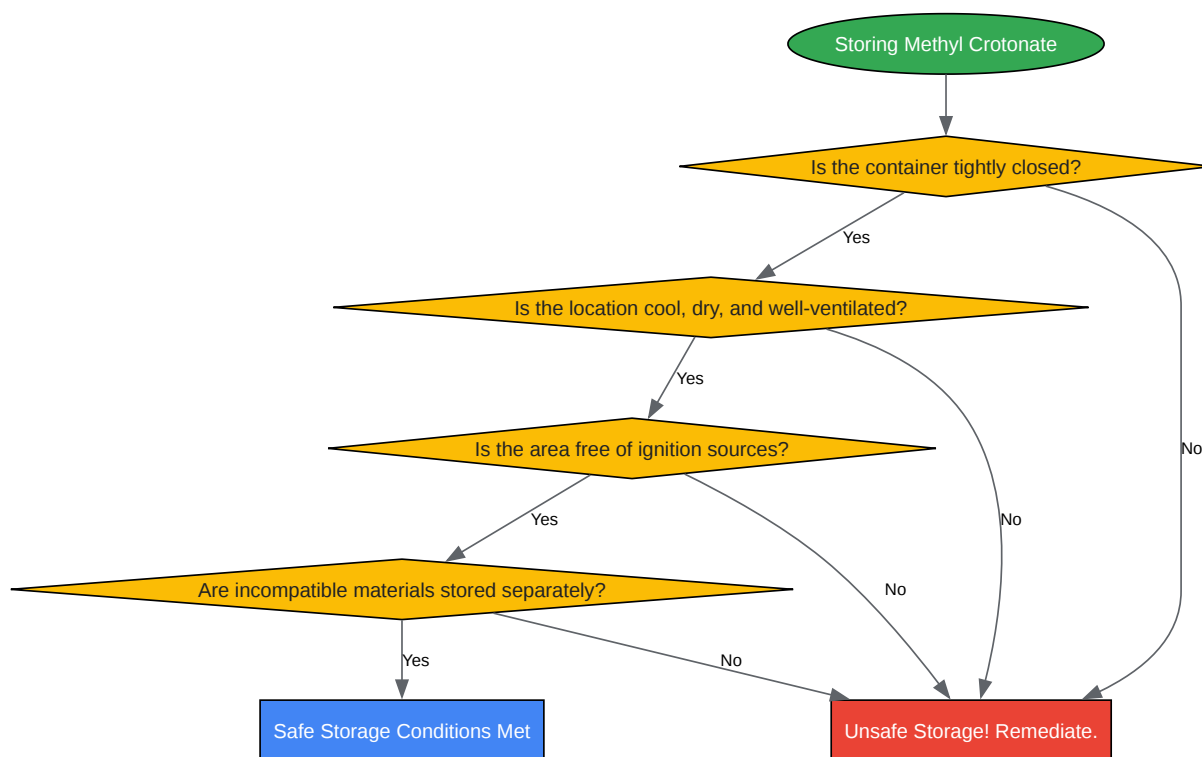 Storing Methyl Crotonate
Is the container tightly closed?
Yes
Is the location cool, dry, and well-ventilated?
Yes
Is the area free of ignition sources?
No
Yes
No
Are incompatible materials stored separately?
No
Yes
No
Safe Storage Conditions Met
Unsafe Storage! Remediate.